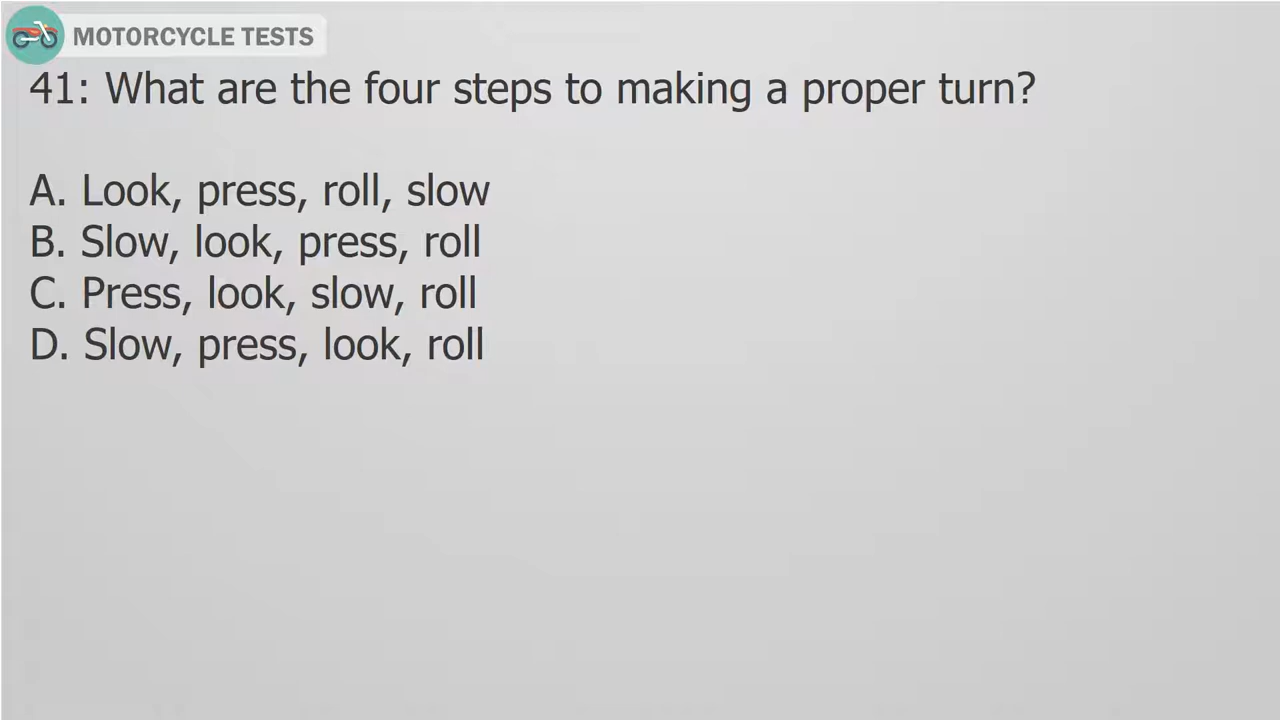 MOTORCYCLE TESTS
41: What are the four steps to making a proper turn?
A. Look, press, roll, slow
B. Slow, look, press, roll
C. Press, look, slow, roll
D. Slow, press, look, roll